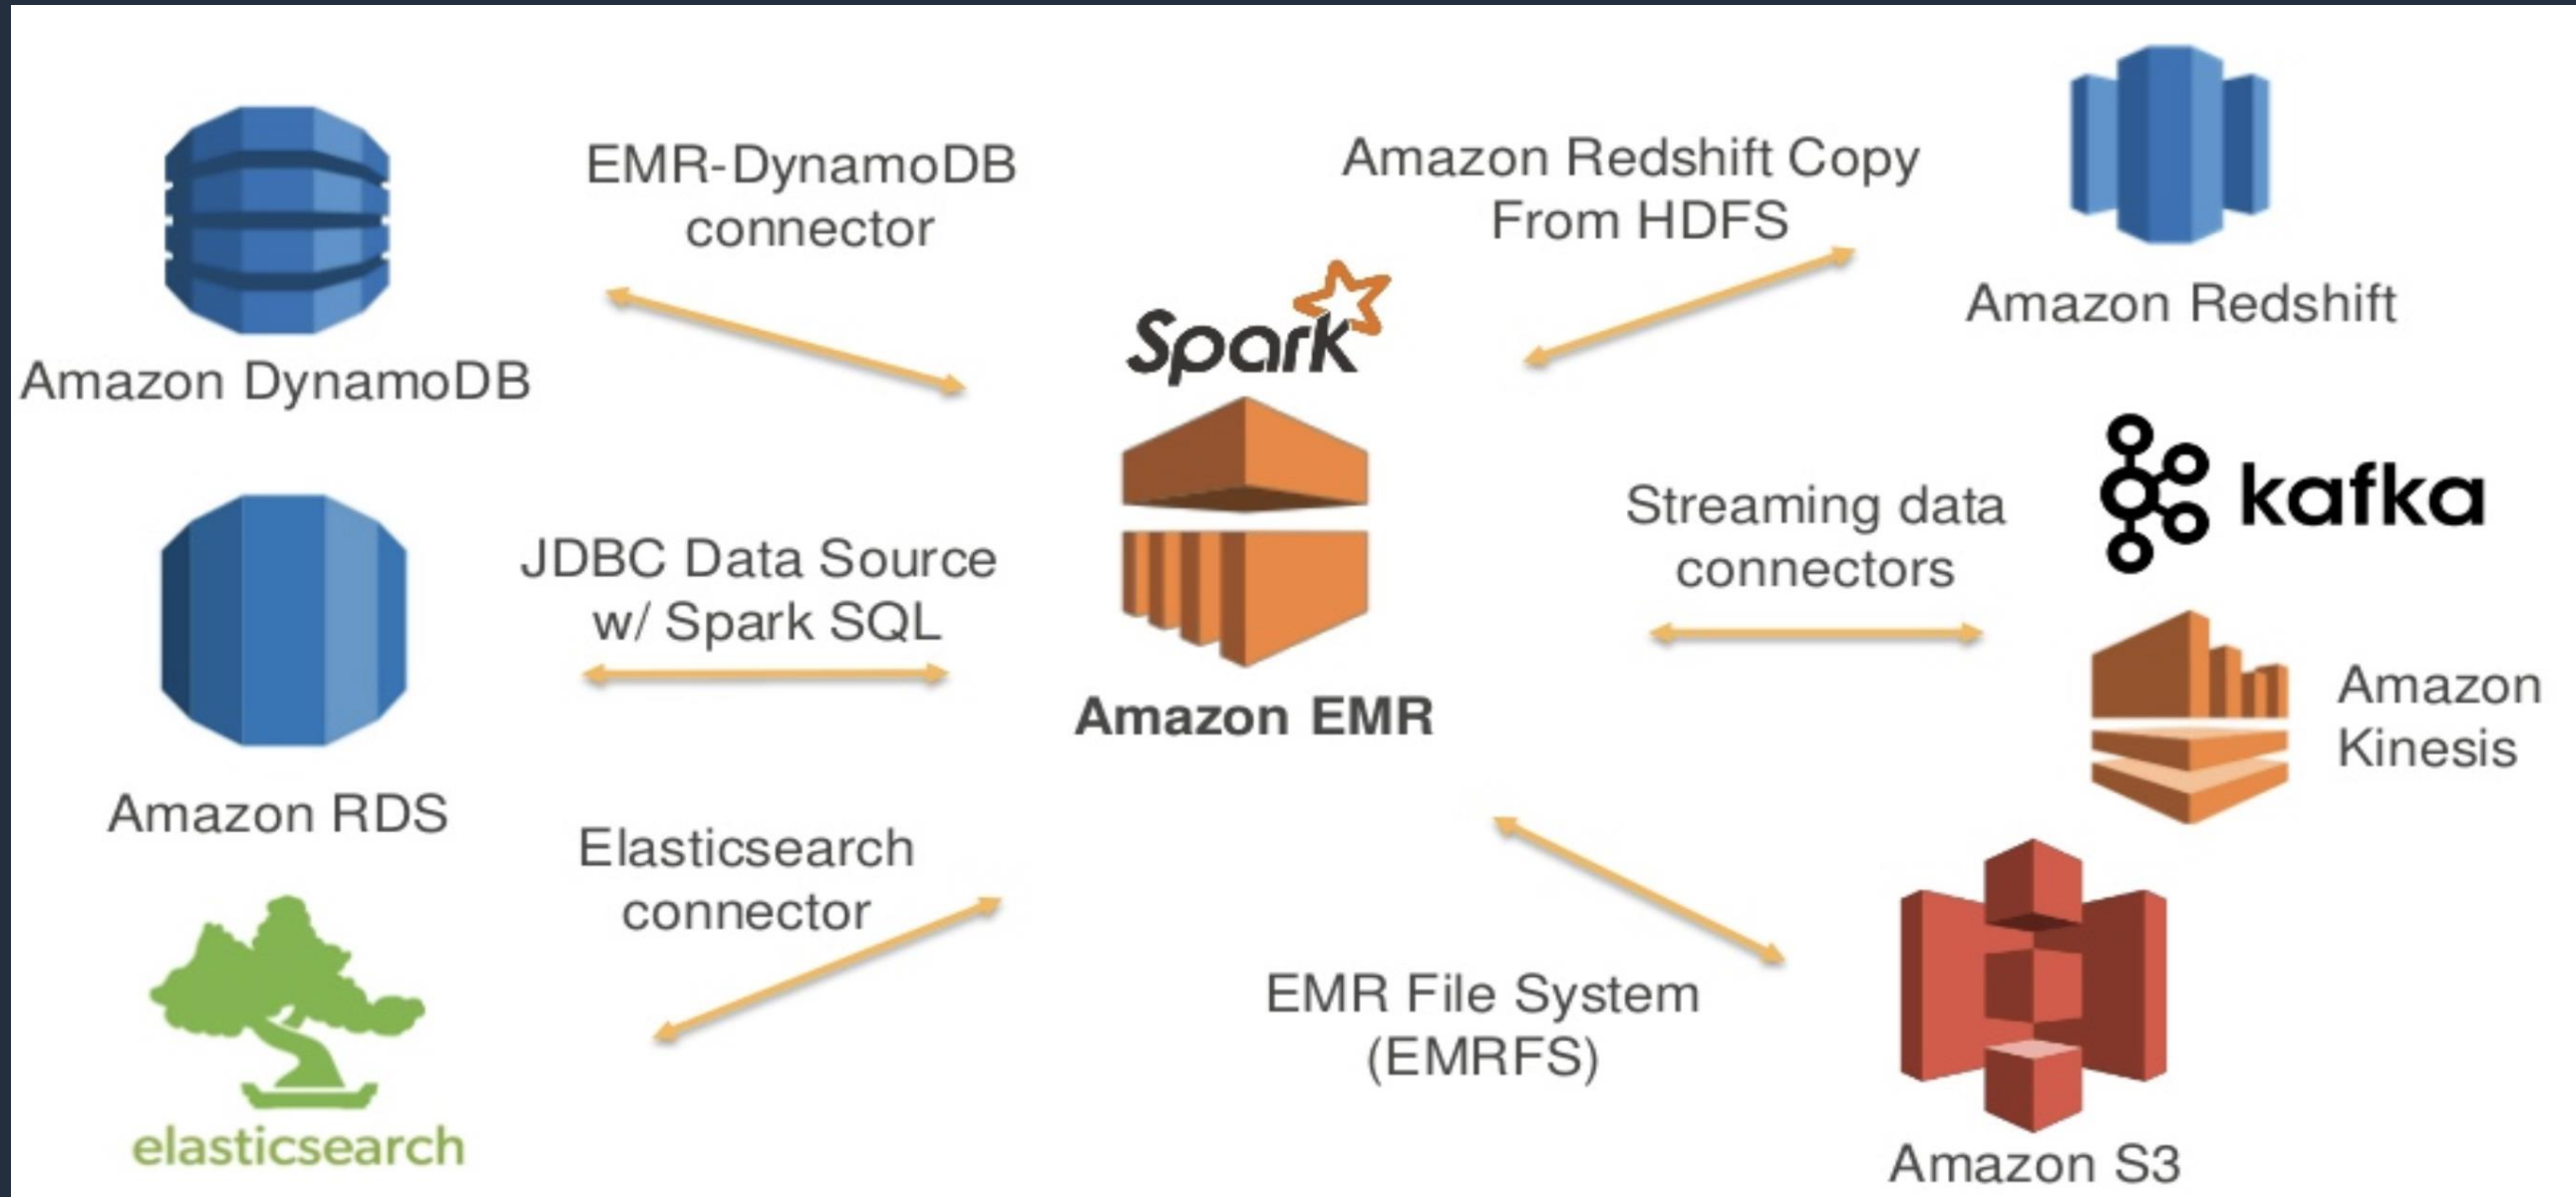 EMR-DynamoDB
connector
Amazon DynamoDB
JDBC Data Source
w/ Spark SQL
Amazon RDS
Elasticsearch
connector
elasticsearch
Spark
Amazon EMR
Amazon Redshift Copy
From HDFS
Amazon Redshift
Streaming data
connectors
kafka
Amazon
Kinesis
EMR File System
(EMRFS)
Amazon S3